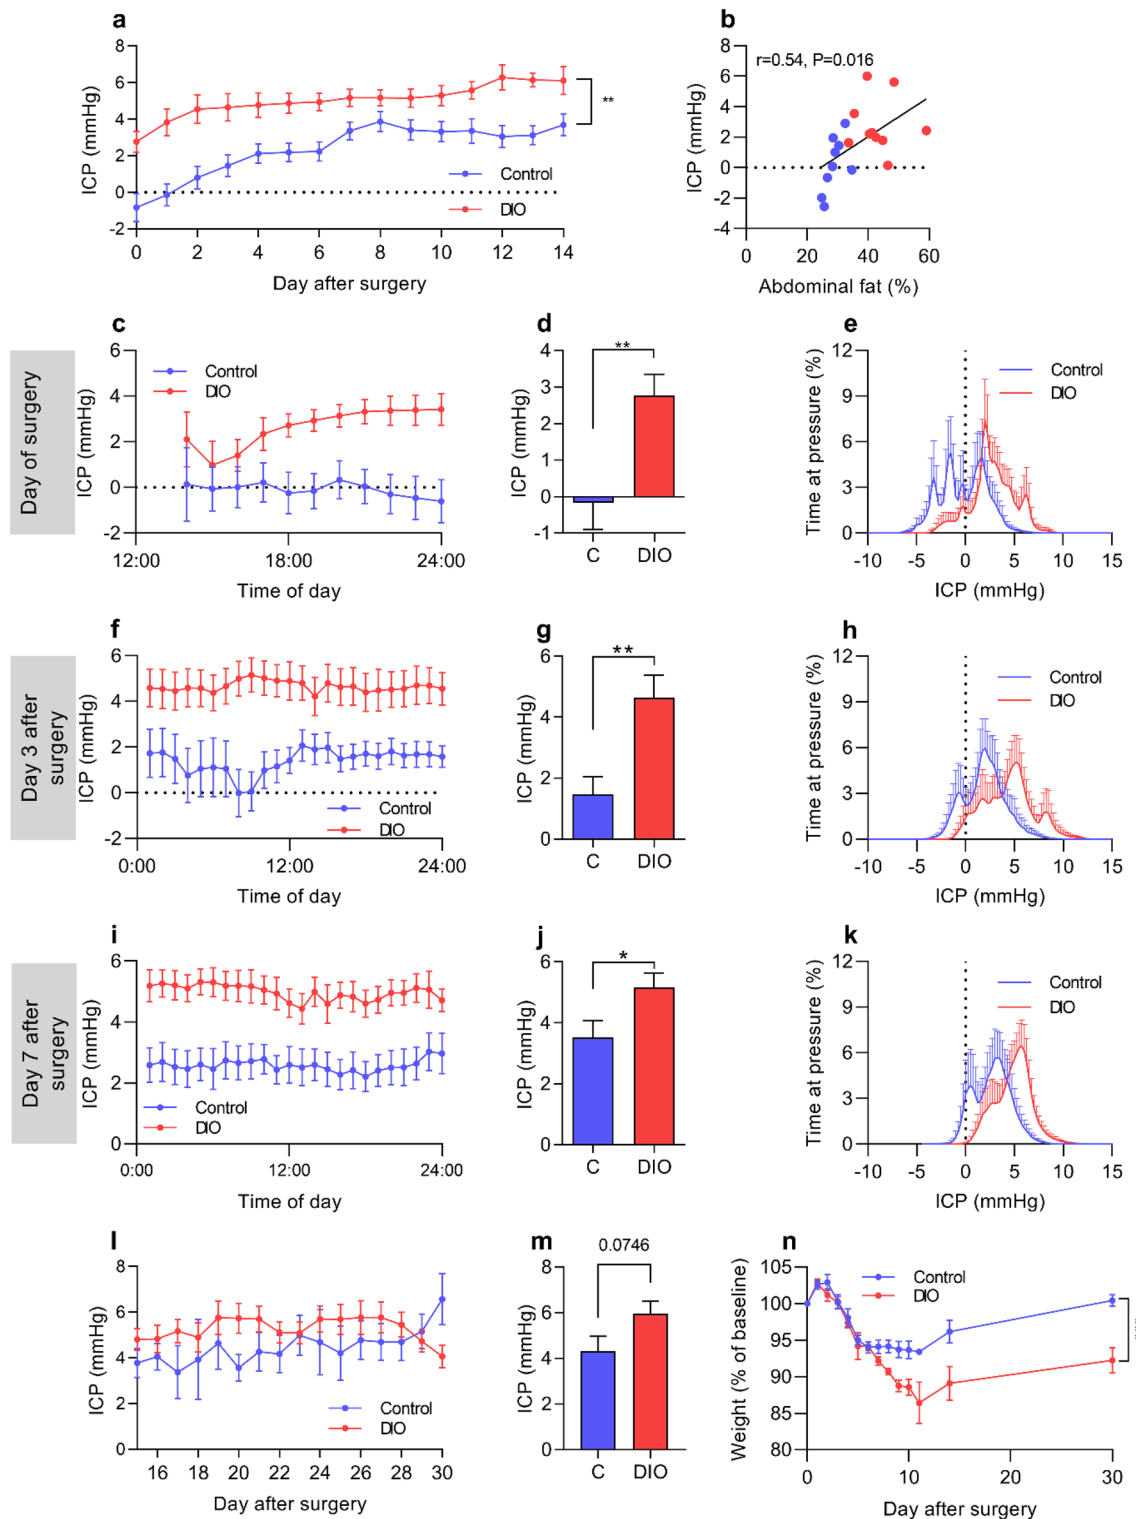 a
8
6
4
2
0
-2
ICP (mmHg)
Control
DIO
**
0 2 4 6 8 10 12 14
Day after surgery
b
r=0.54, P=0.016
8
6
4
2
0
-2
-4
ICP (mmHg)
0 20 40 60
Abdominal fat (%)
Day of surgery
c
6
4
2
0
-2
ICP (mmHg)
Control
DIO
12:00 18:00 24:00
Time of day
d
**
4
3
2
1
0
-1
ICP (mmHg)
C DIO
e
12
9
6
3
0
Time at pressure (%)
Control
DIO
-10 -5 0 5 10 15
ICP (mmHg)
Day 3 after
surgery
f
6
4
2
0
-2
ICP (mmHg)
Control
DIO
0:00 12:00 24:00
Time of day
g
**
6
4
2
0
ICP (mmHg)
C DIO
h
12
9
6
3
0
Time at pressure (%)
Control
DIO
-10 -5 0 5 10 15
ICP (mmHg)
Day 7 after
surgery
i
6
4
2
0
ICP (mmHg)
Control
DIO
0:00 12:00 24:00
Time of day
j
*
6
4
2
0
ICP (mmHg)
C DIO
k
12
9
6
3
0
Time at pressure (%)
Control
DIO
-10 -5 0 5 10 15
ICP (mmHg)
l
8
6
4
2
0
ICP (mmHg)
Control
DIO
16 18 20 22 24 26 28 30
Day after surgery
m
0.0746
8
6
4
2
0
ICP (mmHg)
C DIO
n
105
100
95
90
85
80
Weight (% of baseline)
Control
DIO
0 10 20 30
Day after surgery